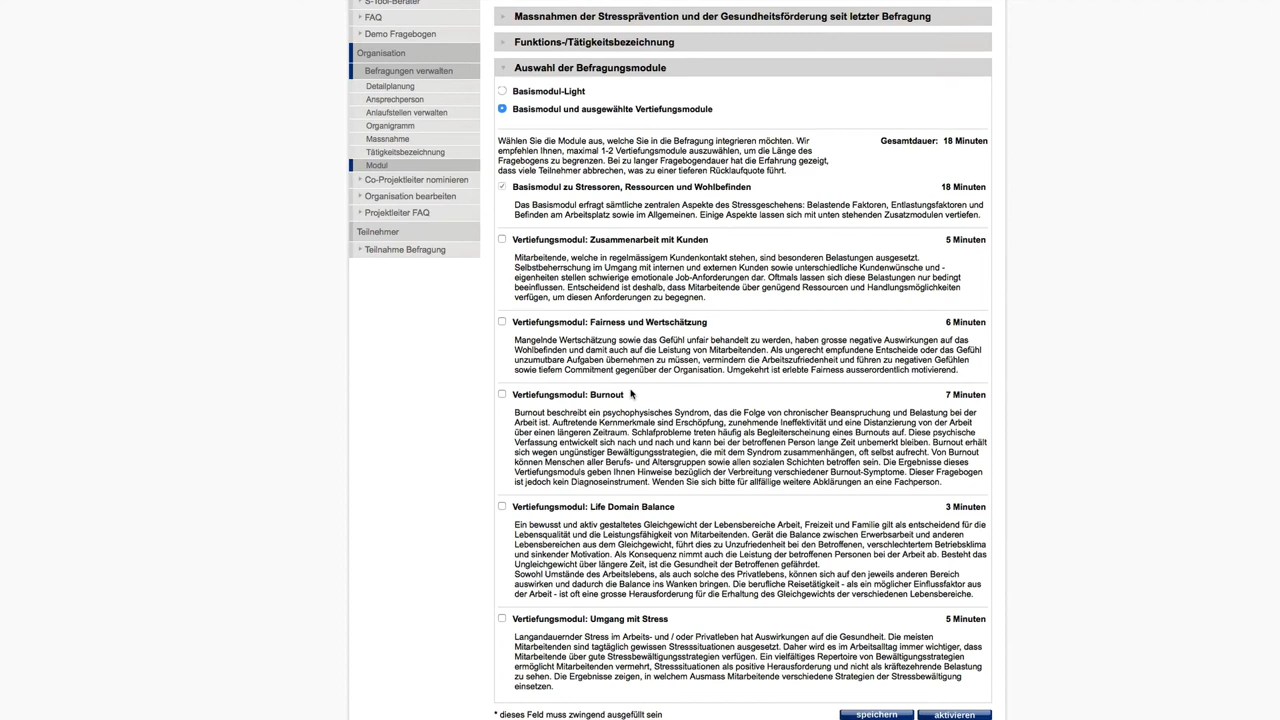 S-Tool-Berater
FAQ
Demo Fragebogen
Organisation
Befragungen verwalten
Detailplanung
Ansprechperson
Anlaufstellen verwalten
Organigramm
Massnahme
Tätigkeitsbezeichnung
Modul
Co-Projektleiter nominieren
Organisation bearbeiten
Projektleiter FAQ
Teilnehmer
Teilnahme Befragung
Massnahmen der Stressprävention und der Gesundheitsförderung seit letzter Befragung
Funktions-/Tätigkeitsbezeichnung
Auswahl der Befragungsmodule
Basismodul-Light
Basismodul und ausgewählte Vertiefungsmodule
Wählen Sie die Module aus, welche Sie in die Befragung integrieren möchten. Wir
empfehlen Ihnen, maximal 1-2 Vertiefungsmodule auszuwählen, um die Länge des
Fragebogens zu begrenzen. Bei zu langer Fragebogendauer hat die Erfahrung gezeigt,
dass viele Teilnehmer abbrechen, was zu einer tieferen Rücklaufquote führt.
Gesamtdauer: 18 Minuten
Basismodul zu Stressoren, Ressourcen und Wohlbefinden 18 Minuten
Das Basismodul erfragt sämtliche zentralen Aspekte des Stressgeschehens: Belastende Faktoren, Entlastungsfaktoren und
Befinden am Arbeitsplatz sowie im Allgemeinen. Einige Aspekte lassen sich mit unten stehenden Zusatzmodulen vertiefen.
Vertiefungsmodul: Zusammenarbeit mit Kunden 5 Minuten
Mitarbeitende, welche in regelmässigem Kundenkontakt stehen, sind besonderen Belastungen ausgesetzt.
Selbstbeherrschung im Umgang mit internen und externen Kunden sowie unterschiedliche Kundenwünsche und -
eigenheiten stellen schwierige emotionale Job-Anforderungen dar. Oftmals lassen sich diese Belastungen nur bedingt
beeinflussen. Entscheidend ist deshalb, dass Mitarbeitende über genügend Ressourcen und Handlungsmöglichkeiten
verfügen, um diesen Anforderungen zu begegnen.
Vertiefungsmodul: Fairness und Wertschätzung 6 Minuten
Mangelnde Wertschätzung sowie das Gefühl unfair behandelt zu werden, haben grosse negative Auswirkungen auf das
Wohlbefinden und damit auch auf die Leistung von Mitarbeitenden. Als ungerecht empfundene Entscheide oder das Gefühl
unzumutbare Aufgaben übernehmen zu müssen, vermindern die Arbeitszufriedenheit und führen zu negativen Gefühlen
sowie tiefem Commitment gegenüber der Organisation. Umgekehrt ist erlebte Fairness ausserordentlich motivierend.
Vertiefungsmodul: Burnout 7 Minuten
Burnout beschreibt ein psychophysisches Syndrom, das die Folge von chronischer Beanspruchung und Belastung bei der
Arbeit ist. Auftretende Kernmerkmale sind Erschöpfung, zunehmende Ineffektivität und eine Distanzierung von der Arbeit
über einen längeren Zeitraum. Schlafprobleme treten häufig als Begleiterscheinung eines Burnouts auf. Diese psychische
Verfassung entwickelt sich nach und nach und kann bei der betroffenen Person lange Zeit unbemerkt bleiben. Burnout erhält
sich wegen ungünstiger Bewältigungsstrategien, die mit dem Syndrom zusammenhängen, oft selbst aufrecht. Von Burnout
können Menschen aller Berufs- und Altersgruppen sowie allen sozialen Schichten betroffen sein. Die Ergebnisse dieses
Vertiefungsmoduls geben Ihnen Hinweise bezüglich der Verbreitung verschiedener Burnout-Symptome. Dieser Fragebogen
ist jedoch kein Diagnoseinstrument. Wenden Sie sich bitte für allfällige weitere Abklärungen an eine Fachperson.
Vertiefungsmodul: Life Domain Balance 3 Minuten
Ein bewusst und aktiv gestaltetes Gleichgewicht der Lebensbereiche Arbeit, Freizeit und Familie gilt als entscheidend für die
Lebensqualität und die Leistungsfähigkeit von Mitarbeitenden. Gerät die Balance zwischen Erwerbsarbeit und anderen
Lebensbereichen aus dem Gleichgewicht, führt dies zu Unzufriedenheit bei den Betroffenen, verschlechtertem Betriebsklima
und sinkender Motivation. Als Konsequenz nimmt auch die Leistung der betroffenen Personen bei der Arbeit ab. Besteht das
Ungleichgewicht über längere Zeit, ist die Gesundheit der Betroffenen gefährdet.
Sowohl Umstände des Arbeitslebens, als auch solche des Privatlebens, können sich auf den jeweils anderen Bereich
auswirken und dadurch die Balance ins Wanken bringen. Die berufliche Reisetätigkeit - als ein möglicher Einflussfaktor aus
der Arbeit - ist oft eine grosse Herausforderung für die Erhaltung des Gleichgewichts der verschiedenen Lebensbereiche.
Vertiefungsmodul: Umgang mit Stress 5 Minuten
Langandauernder Stress im Arbeits- und / oder Privatleben hat Auswirkungen auf die Gesundheit. Die meisten
Mitarbeitenden sind tagtäglich gewissen Stresssituationen ausgesetzt. Daher wird es im Arbeitsalltag immer wichtiger, dass
Mitarbeitende über gute Stressbewältigungsstrategien verfügen. Ein vielfältiges Repertoire von Bewältigungsstrategien
ermöglicht Mitarbeitenden vermehrt, Stresssituationen als positive Herausforderung und nicht als kräftezehrende Belastung
zu sehen. Die Ergebnisse zeigen, in welchem Ausmass Mitarbeitende verschiedene Strategien der Stressbewältigung
einsetzen.
* dieses Feld muss zwingend ausgefüllt sein
speichern aktivieren